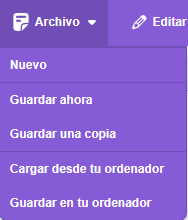 Archivo Editar
Nuevo
Guardar ahora
Guardar una copia
Cargar desde tu ordenador
Guardar en tu ordenador